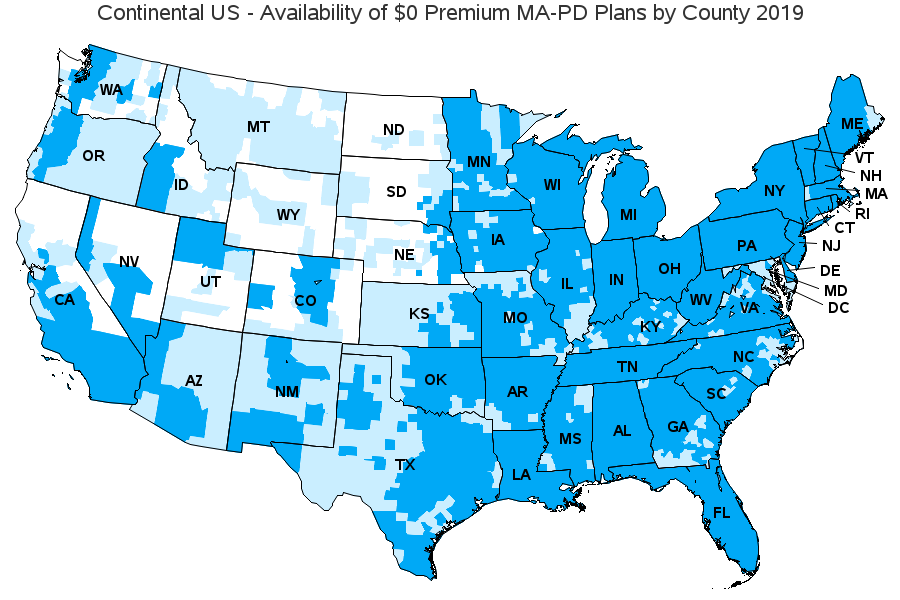 Continental US - Availability of $0 Premium MA-PD Plans by County 2019
WA
MT
ND
MN
ME
OR
ID
SD
WI
VT
NH
MA
RI
CT
NY
MI
WY
NV
UT
NE
IA
PA
NJ
DE
MD
DC
CA
CO
IL
IN
OH
WV
VA
KS
MO
KY
AZ
NM
OK
AR
TN
NC
SC
TX
LA
MS
AL
GA
FL